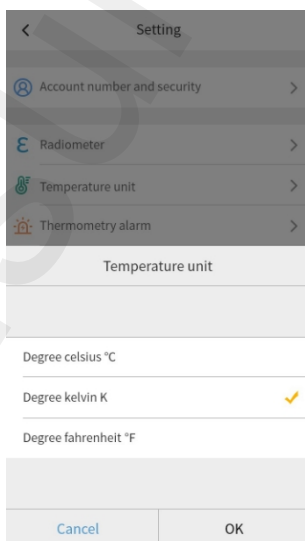 Setting
Account number and security
ε Radiometer
Temperature unit
Thermometry alarm
Temperature unit
Degree celsius °C
Degree kelvin K
Degree fahrenheit °F
Cancel OK